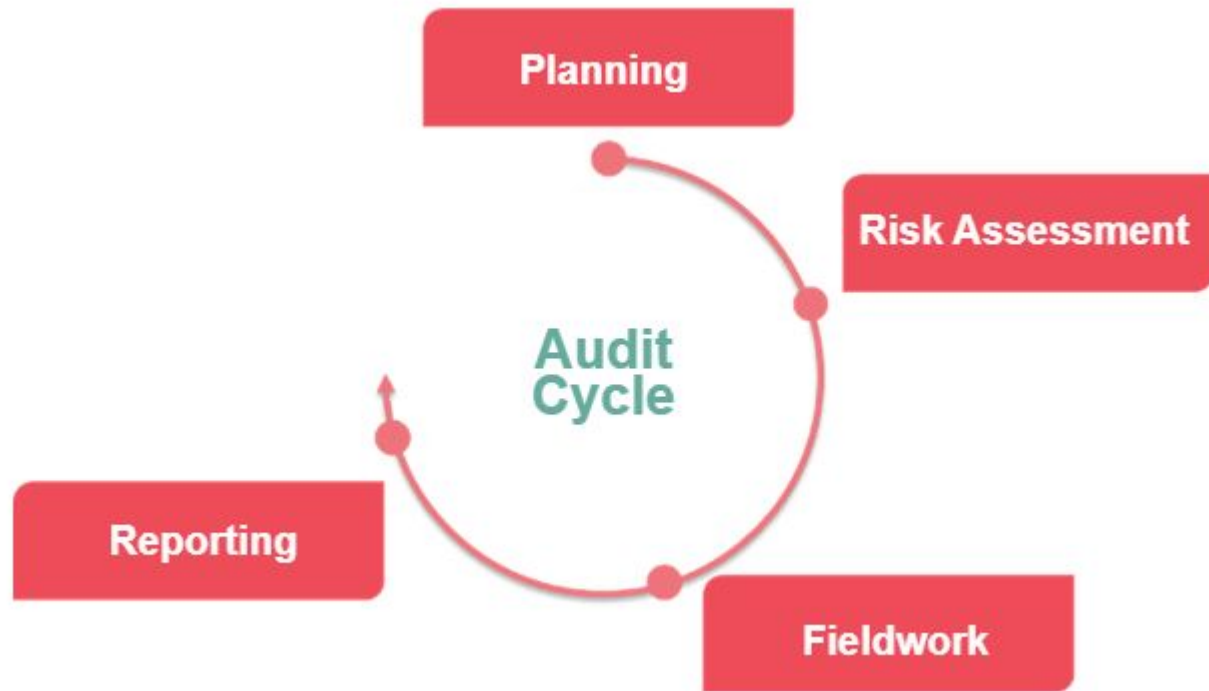 Planning
Risk Assessment
Audit
Cycle
Reporting
Fieldwork